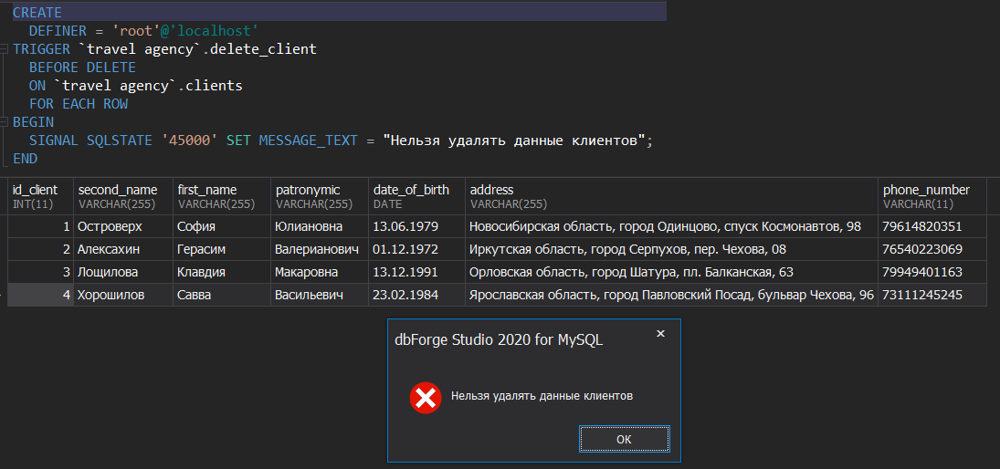 CREATE
DEFINER = 'root'@'localhost'
TRIGGER `travel agency`.delete_client
BEFORE DELETE
ON `travel agency`.clients
FOR EACH ROW
BEGIN
SIGNAL SQLSTATE '45000' SET MESSAGE_TEXT = "Нельзя удалять данные клиентов";
END
id_client second_name first_name patronymic date_of_birth address phone_number
INT(11) VARCHAR(255) VARCHAR(255) VARCHAR(255) DATE VARCHAR(255) VARCHAR(11)
1 Островерх София Юлиановна 13.06.1979 Новосибирская область, город Одинцово, спуск Космонавтов, 98 79614820351
2 Алексахин Герасим Валерианович 01.12.1972 Иркутская область, город Серпухов, пер. Чехова, 08 76540223069
3 Лощилова Клавдия Макаровна 13.12.1991 Орловская область, город Шатура, пл. Балканская, 63 79949401163
4 Хорошилов Савва Васильевич 23.02.1984 Ярославская область, город Павловский Посад, бульвар Чехова, 96 73111245245
dbForge Studio 2020 for MySQL
Нельзя удалять данные клиентов
OK